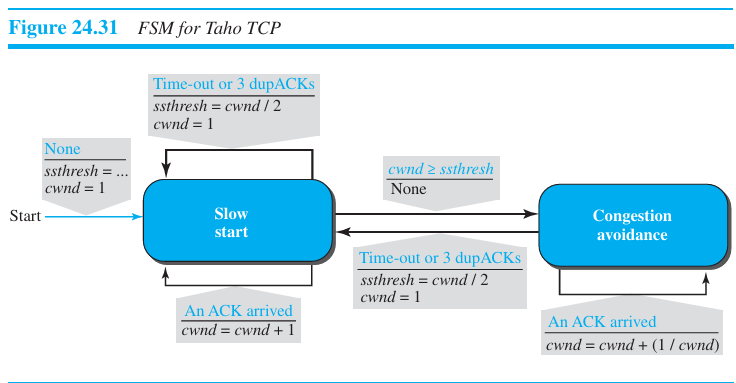 Figure 24.31 FSM for Taho TCP
Time-out or 3 dupACKs
ssthresh = cwnd / 2
cwnd = 1
None
ssthresh = ...
cwnd = 1
cwnd ≥ ssthresh
None
Start
Slow
start
Congestion
avoidance
Time-out or 3 dupACKs
ssthresh = cwnd / 2
cwnd = 1
An ACK arrived
cwnd = cwnd + 1
An ACK arrived
cwnd = cwnd + (1 / cwnd)